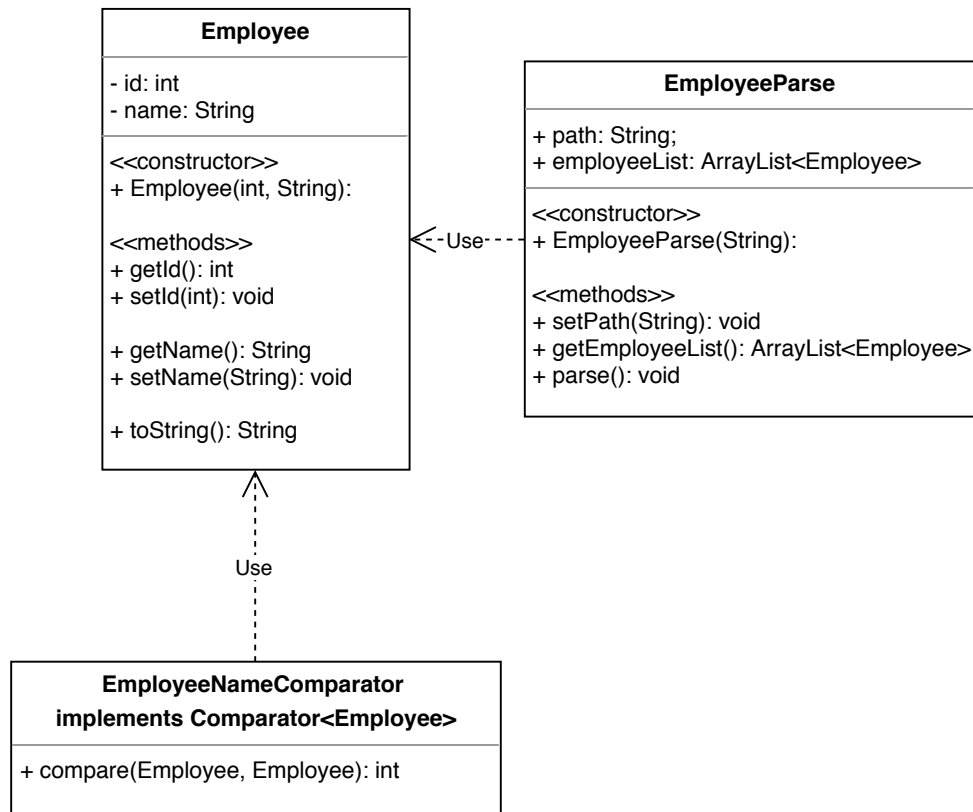 Employee
- id: int
- name: String
<<constructor>>
+ Employee(int, String):
<<methods>>
+ getId(): int
+ setId(int): void
+ getName(): String
+ setName(String): void
+ toString(): String
Use
EmployeeParse
+ path: String;
+ employeeList: ArrayList<Employee>
<<constructor>>
+ EmployeeParse(String):
<<methods>>
+ setPath(String): void
+ getEmployeeList(): ArrayList<Employee>
+ parse(): void
Use
EmployeeNameComparator
implements Comparator<Employee>
+ compare(Employee, Employee): int